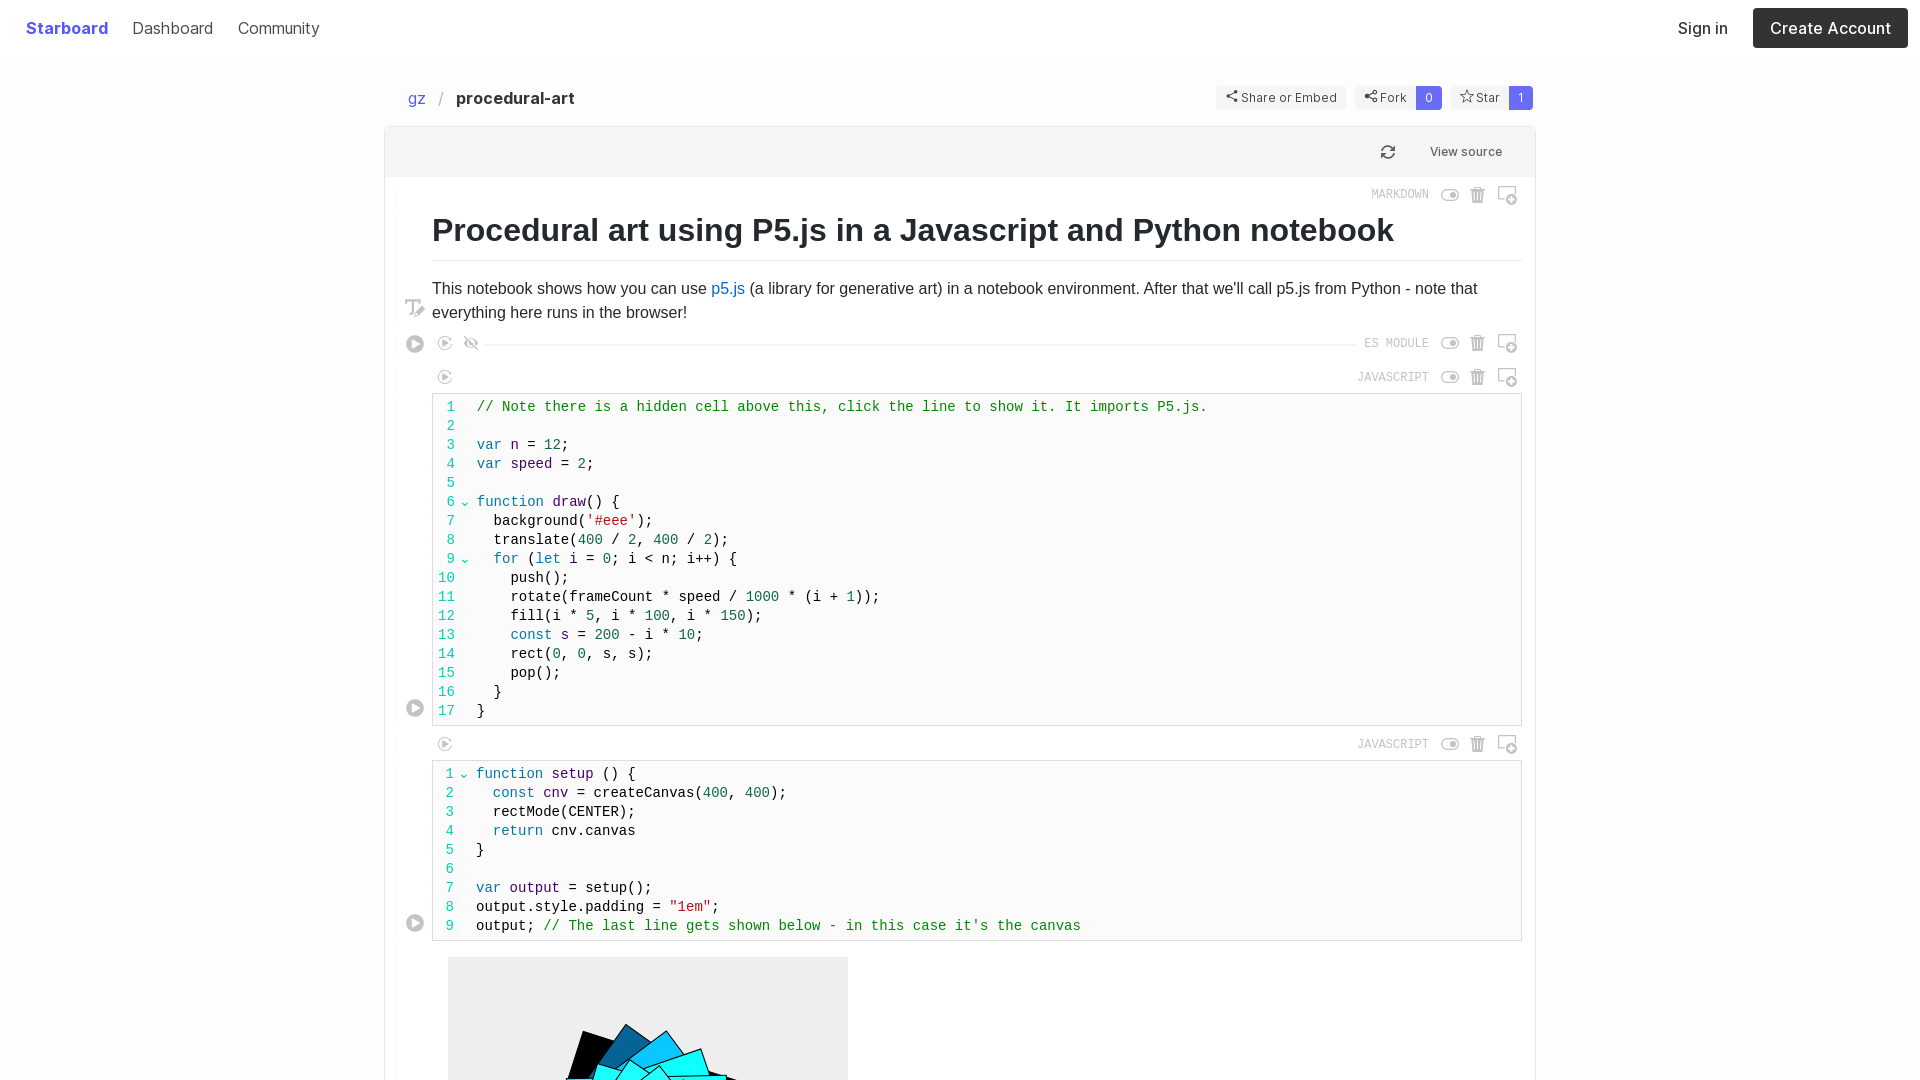 Starboard Dashboard Community Sign in Create Account
gz / procedural-art Share or Embed Fork 0 Star 1
View source
MARKDOWN
Procedural art using P5.js in a Javascript and Python notebook
This notebook shows how you can use p5.js (a library for generative art) in a notebook environment. After that we'll call p5.js from Python - note that
everything here runs in the browser!
ES MODULE
JAVASCRIPT
1 // Note there is a hidden cell above this, click the line to show it. It imports P5.js.
2
3 var n = 12;
4 var speed = 2;
5
6 function draw() {
7 background('#eee');
8 translate(400 / 2, 400 / 2);
9 for (let i = 0; i < n; i++) {
10 push();
11 rotate(frameCount * speed / 1000 * (i + 1));
12 fill(i * 5, i * 100, i * 150);
13 const s = 200 - i * 10;
14 rect(0, 0, s, s);
15 pop();
16 }
17 }
JAVASCRIPT
1 function setup () {
2 const cnv = createCanvas(400, 400);
3 rectMode(CENTER);
4 return cnv.canvas
5 }
6
7 var output = setup();
8 output.style.padding = "1em";
9 output; // The last line gets shown below - in this case it's the canvas